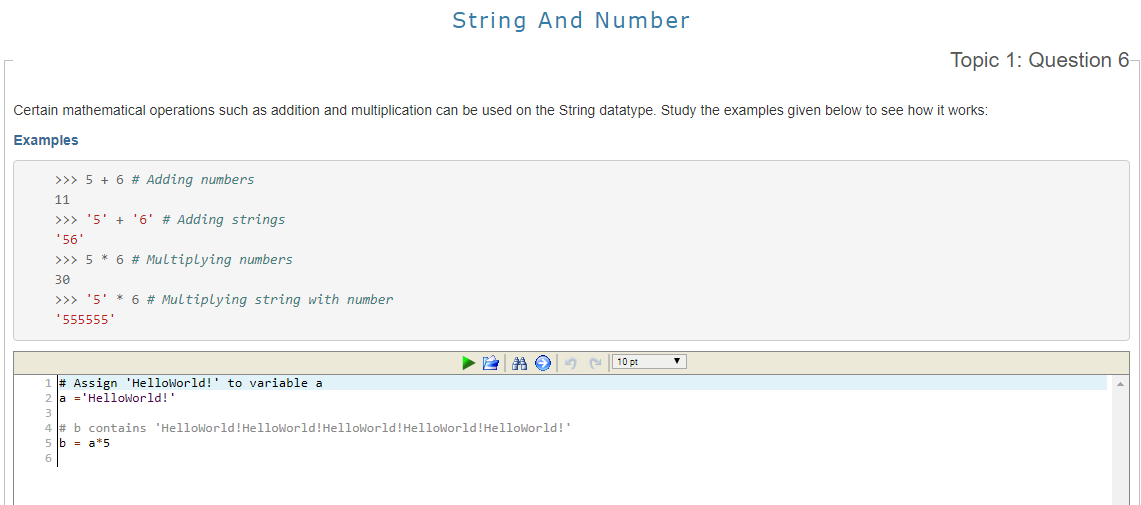 String And Number
Topic 1: Question 6
Certain mathematical operations such as addition and multiplication can be used on the String datatype. Study the examples given below to see how it works:
Examples
>>> 5 + 6 # Adding numbers
11
>>> '5' + '6' # Adding strings
'56'
>>> 5 * 6 # Multiplying numbers
30
>>> '5' * 6 # Multiplying string with number
'555555'
10 pt
1 # Assign 'HelloWorld!' to variable a
2 a ='HelloWorld!'
3
4 # b contains 'HelloWorld!HelloWorld!HelloWorld!HelloWorld!HelloWorld!'
5 b = a*5
6